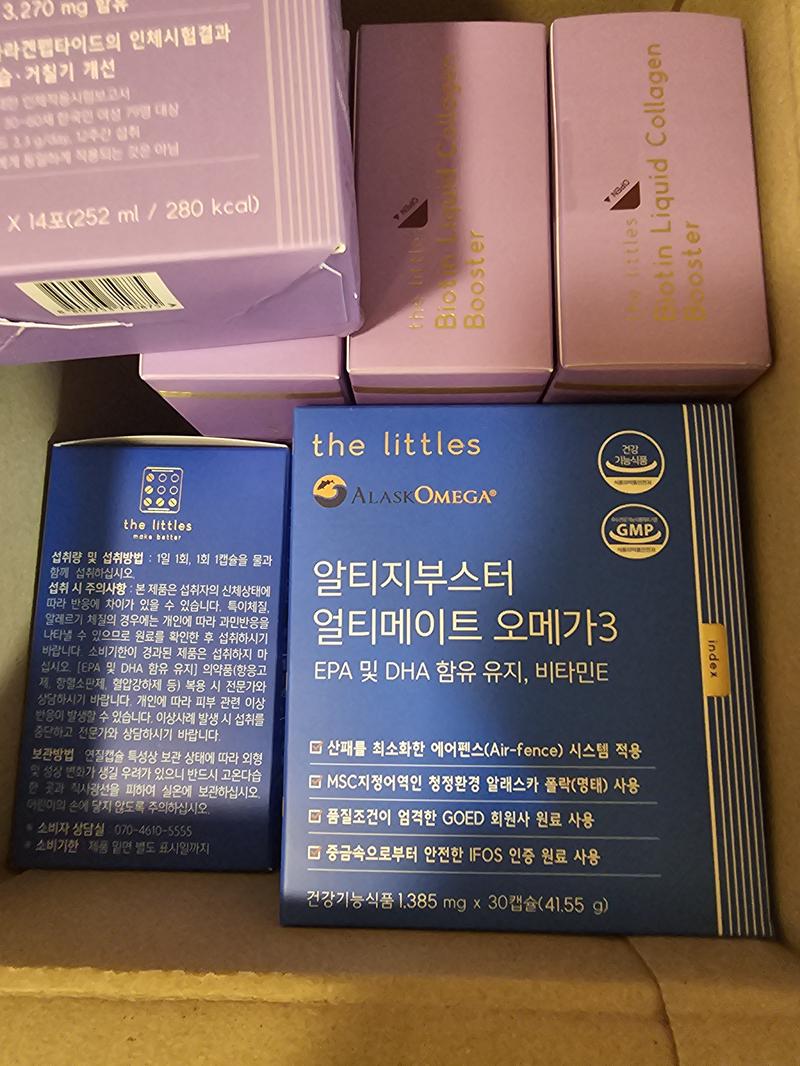 3,270 mg 함유
인체시험결과
거칠기 개선
X 14포(252 ml / 280 kcal)
OPEN
the littles
Biotin Liquid Collagen
Booster
OPEN
the littles
Biotin Liquid Collagen
Booster
the littles
make better
섭취량 및 섭취방법 : 1일 1회, 1회 1캡슐을 물과
함께 섭취하십시오.
섭취 시 주의사항 : 본 제품은 섭취자의 신체상태에
따라 반응에 차이가 있을 수 있습니다. 특이체질,
알레르기 체질의 경우에는 개인에 따라 과민반응을
나타낼 수 있으므로 원료를 확인한 후 섭취하시기
바랍니다. 소비기한이 경과된 제품은 섭취하지 마
십시오. [EPA 및 DHA 함유 유지] 의약품(항응고
제, 항혈소판제, 혈압강하제 등) 복용 시 전문가와
상담하시기 바랍니다. 개인에 따라 피부 관련 이상
반응이 발생할 수 있습니다. 이상사례 발생 시 섭취를
중단하고 전문가와 상담하시기 바랍니다.
보관방법 : 연질캡슐 특성상 보관 상태에 따라 외형
및 성상 변화가 생길 우려가 있으니 반드시 고온다습
한 곳과 직사광선을 피하여 실온에 보관하십시오.
어린이의 손에 닿지 않도록 주의하십시오.
소비자 상담실 : 070-4610-5555
소비기한 : 제품 밑면 별도 표시일까지
the littles
ALASKOMEGA®
건강
기능식품
식품의약품안전처
GMP
식품의약품안전처
알티지부스터
얼티메이트 오메가3
EPA 및 DHA 함유 유지, 비타민E
index
산패를 최소화한 에어펜스(Air-fence) 시스템 적용
MSC지정어역인 청정환경 알래스카 폴락(명태) 사용
품질조건이 엄격한 GOED 회원사 원료 사용
중금속으로부터 안전한 IFOS 인증 원료 사용
건강기능식품 1,385 mg x 30캡슐(41.55 g)